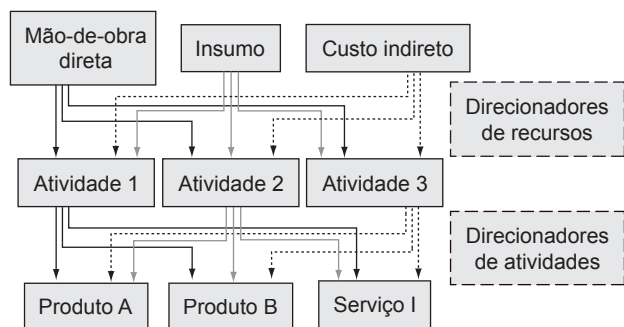 Mão-de-obra
direta
Insumo
Custo indireto
Direcionadores
de recursos
Atividade 1
Atividade 2
Atividade 3
Direcionadores
de atividades
Produto A
Produto B
Serviço I